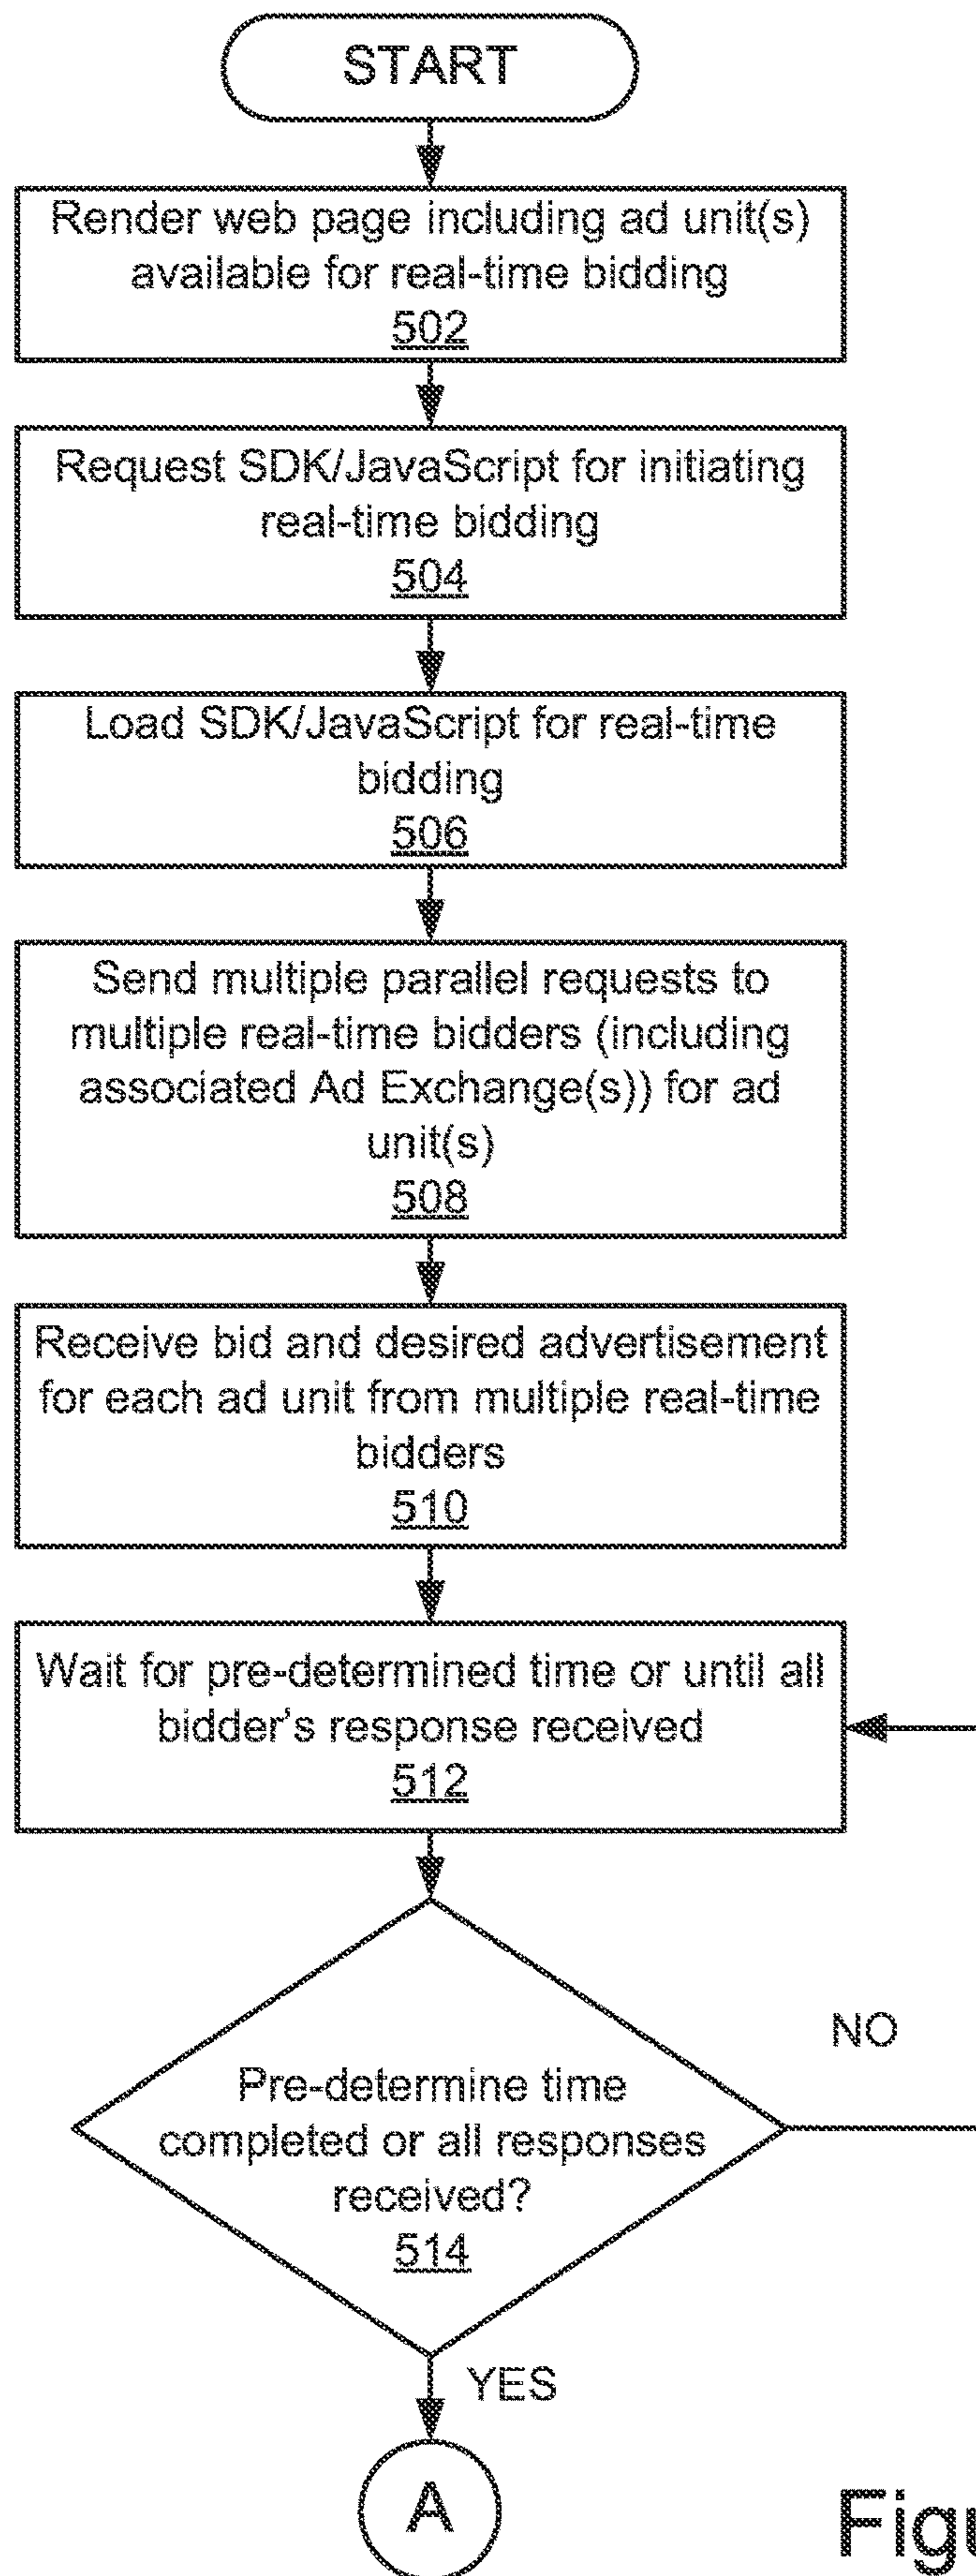 START
Render web page including ad unit(s)
available for real-time bidding
502
Request SDK/JavaScript for initiating
real-time bidding
504
Load SDK/JavaScript for real-time
bidding
506
Send multiple parallel requests to
multiple real-time bidders (including
associated Ad Exchange(s)) for ad
unit(s)
508
Receive bid and desired advertisement
for each ad unit from multiple real-time
bidders
510
Wait for pre-determined time or until all
bidder's response received
512
NO
Pre-determine time
completed or all responses
received?
514
YES
A